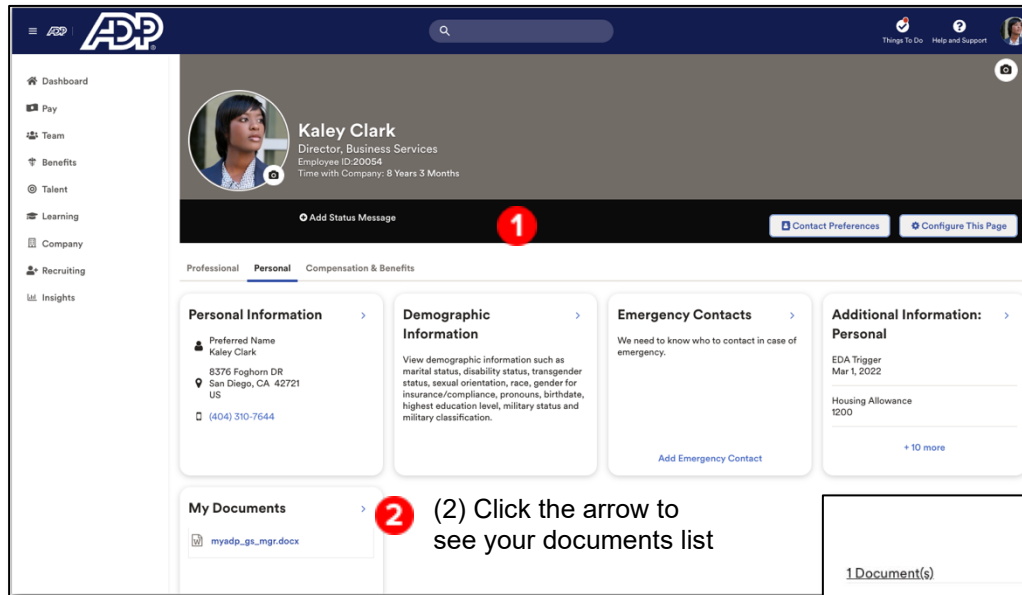 ADP
ADP
Things To Do
Help and Support
Dashboard
Pay
Team
Benefits
Talent
Learning
Company
Recruiting
Insights
Kaley Clark
Director, Business Services
Employee ID:20054
Time with Company: 8 Years 3 Months
Add Status Message
1
Contact Preferences
Configure This Page
Professional
Personal
Compensation & Benefits
Personal Information
Preferred Name
Kaley Clark
8376 Foghorn DR
San Diego, CA 42721
US
(404) 310-7644
Demographic
Information
View demographic information such as
marital status, disability status, transgender
status, sexual orientation, race, gender for
insurance/compliance, pronouns, birthdate,
highest education level, military status and
military classification.
Emergency Contacts
We need to know who to contact in case of
emergency.
Add Emergency Contact
Additional Information:
Personal
EDA Trigger
Mar 1, 2022
Housing Allowance
1200
+ 10 more
My Documents
W myadp_gs_mgr.docx
2
(2) Click the arrow to
see your documents list
1 Document(s)